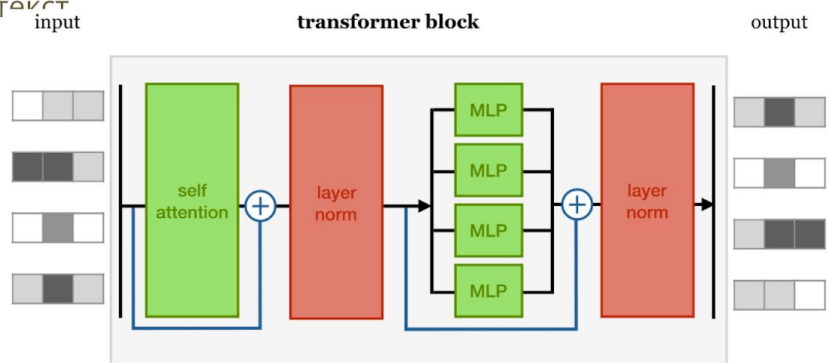 текст
input
transformer block
output
self
attention
layer
norm
MLP
MLP
MLP
MLP
layer
norm